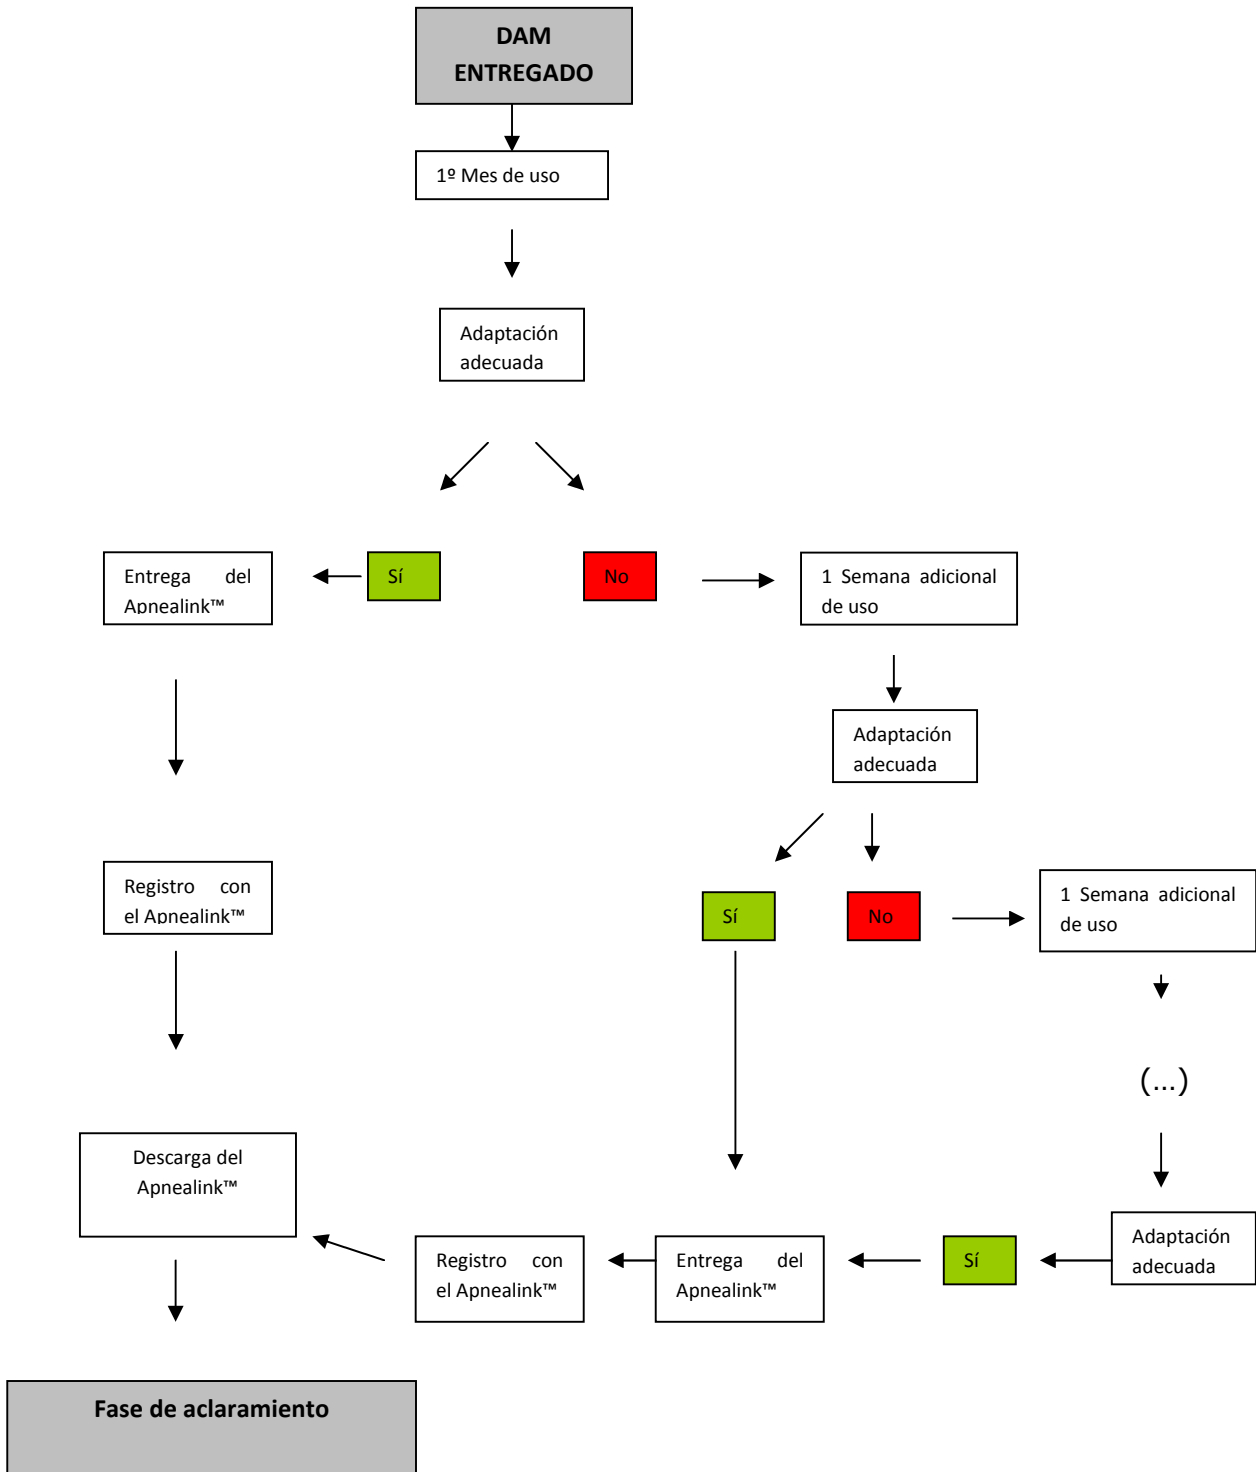 DAM
ENTREGADO
1º Mes de uso
Adaptación
adecuada
Entrega del
Apnealink™
Sí
No
1 Semana adicional
de uso
Adaptación
adecuada
Registro con
el Apnealink™
Sí
No
1 Semana adicional
de uso
(...)
Descarga del
Apnealink™
Registro con
el Apnealink™
Entrega del
Apnealink™
Sí
Adaptación
adecuada
Fase de aclaramiento